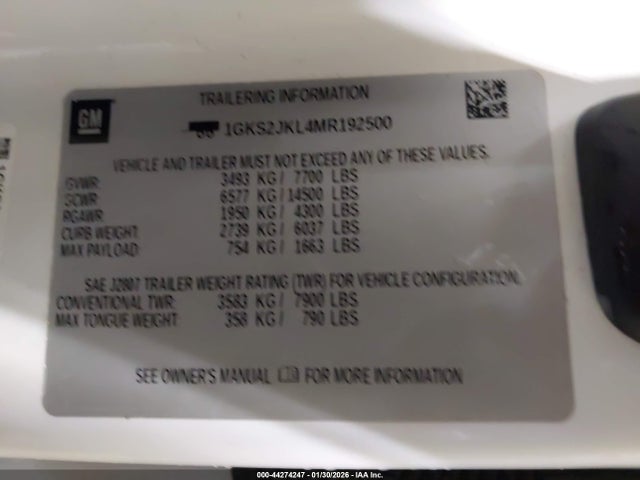 TRAILERING INFORMATION
GM
1GKS2JKL4MR192500
VEHICLE AND TRAILER MUST NOT EXCEED ANY OF THESE VALUES.
GVWR: 3493 KG / 7700 LBS
GCWR: 6577 KG / 14500 LBS
RGAWR: 1950 KG / 4300 LBS
CURB WEIGHT: 2739 KG / 6037 LBS
MAX PAYLOAD: 754 KG / 1663 LBS
SAE J2807 TRAILER WEIGHT RATING (TWR) FOR VEHICLE CONFIGURATION.
CONVENTIONAL TWR: 3583 KG / 7900 LBS
MAX TONGUE WEIGHT: 358 KG / 790 LBS
SEE OWNER'S MANUAL FOR MORE INFORMATION
000-44274247 - 01/30/2026 - IAA Inc.